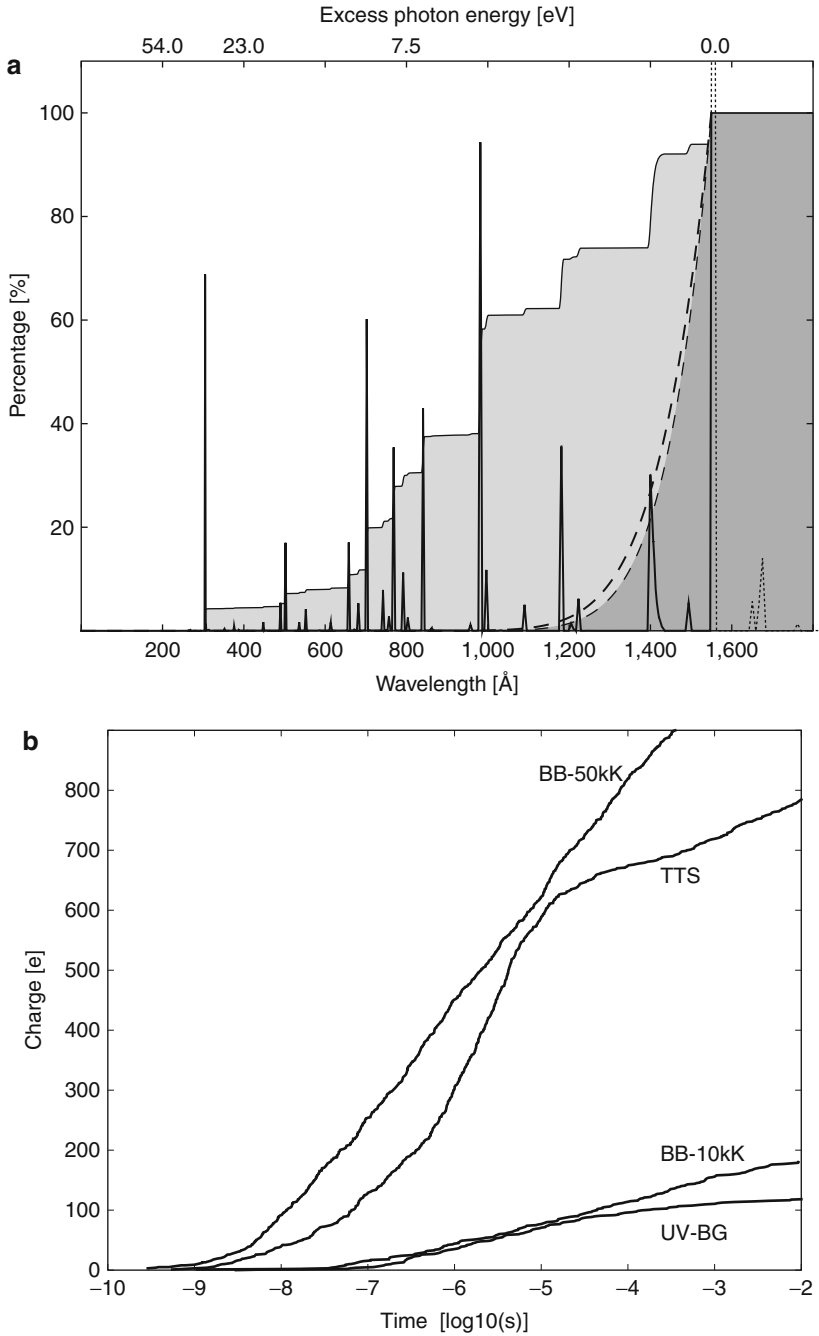 Excess photon energy [eV]
54.0 23.0 7.5 0.0
a
100
80
60
40
20
Percentage [%]
200 400 600 800 1,000 1,200 1,400 1,600
Wavelength [Å]
b
BB-50kK
TTS
BB-10kK
UV-BG
800
700
600
500
400
300
200
100
0
Charge [e]
−10 −9 −8 −7 −6 −5 −4 −3 −2
Time [log10(s)]